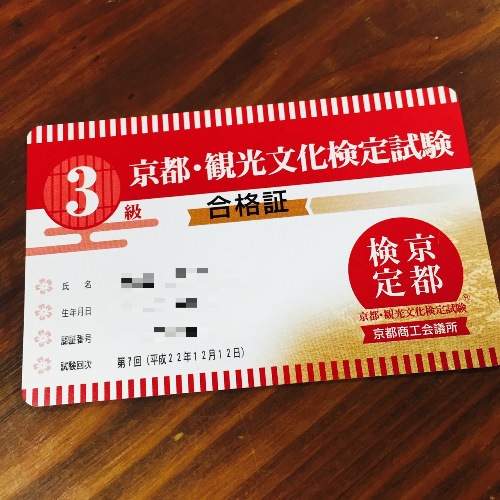 京都・観光文化検定試験
3級
合格証
氏名
生年月日
認証番号
試験回次 第7回(平成22年12月12日)
京都検定
京都・観光文化検定試験®
京都商工会議所